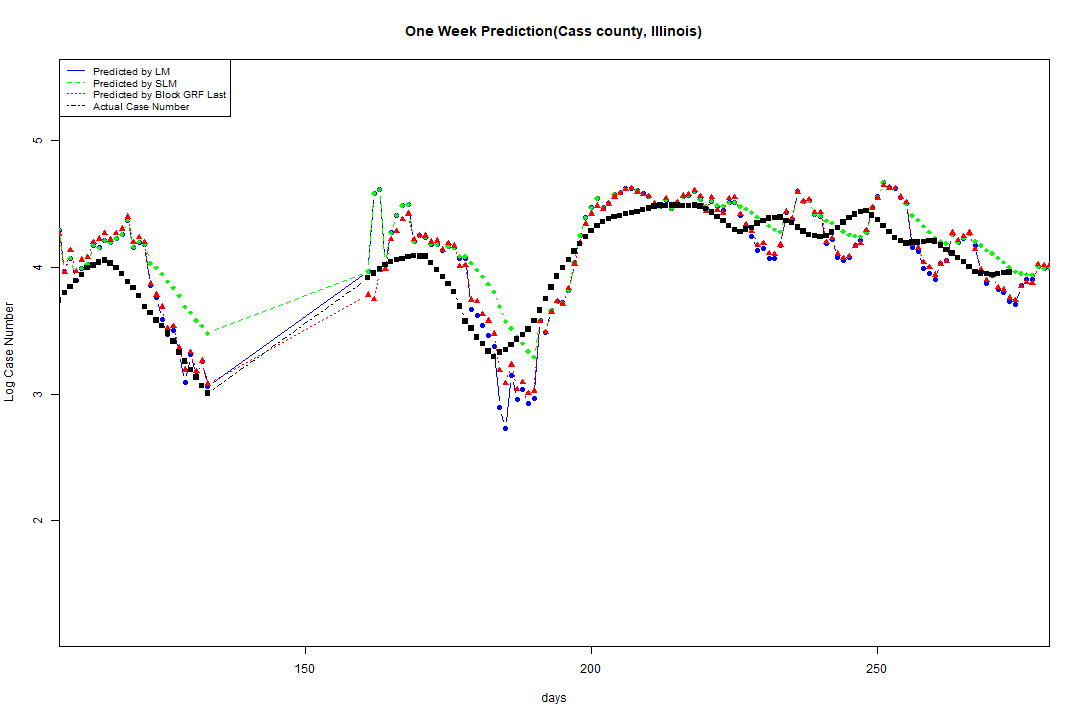 One Week Prediction(Cass county, Illinois)
Predicted by LM
Predicted by SLM
Predicted by Block GRF Last
Actual Case Number
5
4
3
2
Log Case Number
150
200
250
days